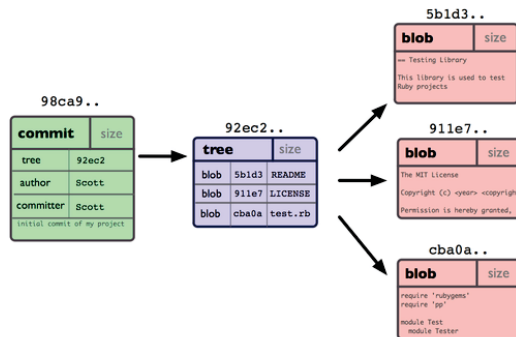 98ca9..
commit size
tree 92ec2
author Scott
committer Scott
initial commit of my project
92ec2..
tree size
blob 5b1d3 README
blob 911e7 LICENSE
blob cba0a test.rb
5b1d3..
blob size
== Testing Library
This library is used to test
Ruby projects
911e7..
blob size
The MIT License
Copyright (c) <year> <copyright
Permission is hereby granted,
cba0a..
blob size
require 'rubygems'
require 'pp'
module Test
module Tester